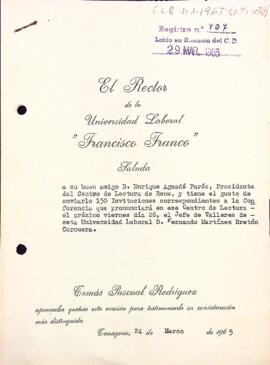 Registro n.º 427
Leído en Reunión del C. D.
29 MAR. 1965
El Rector
de la
Universidad Laboral
"Francisco Franco"
Saluda
a su buen amigo D. Enrique Aguadé Parés, Presidente
del Centro de Lectura de Reus, y tiene el gusto de
enviarle 150 Invitaciones correspondientes a la Con
ferencia que pronunciará en ese Centro de Lectura -
el próximo viernes día 26, el Jefe de Talleres de -
esta Universidad Laboral D. Fernando Martínez Bretón
Corowera.
Tomás Pascual Rodríguez
aprovecha gustoso esta ocasión para testimoniarle su consideración
más distinguida.
Tarragona, 24 de Marzo de 1965